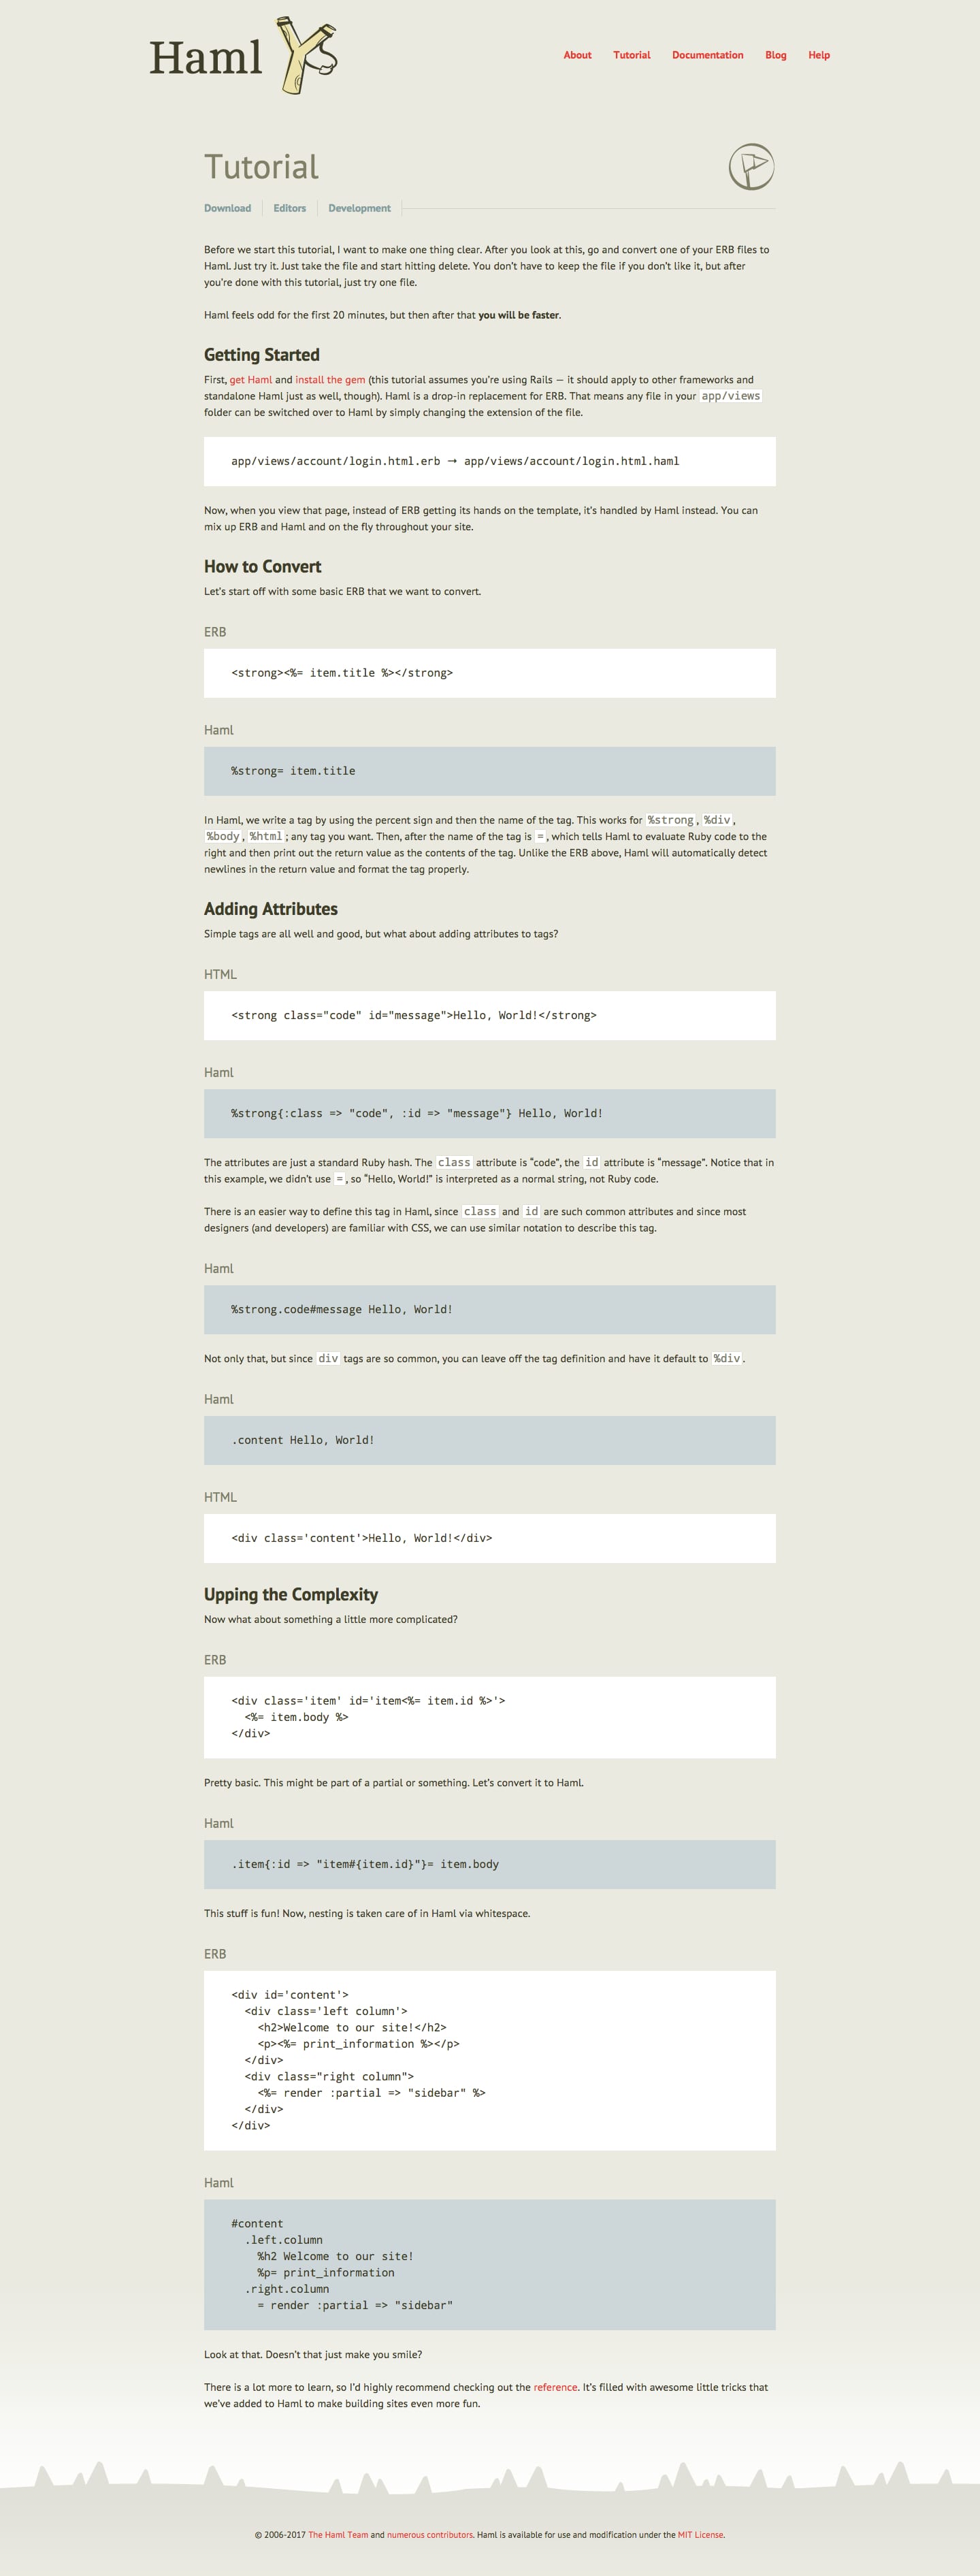 Haml
About Tutorial Documentation Blog Help
Tutorial
Download Editors Development
Before we start this tutorial, I want to make one thing clear. After you look at this, go and convert one of your ERB files to
Haml. Just try it. Just take the file and start hitting delete. You don't have to keep the file if you don't like it, but after
you're done with this tutorial, just try one file.
Haml feels odd for the first 20 minutes, but then after that you will be faster.
Getting Started
First, get Haml and install the gem (this tutorial assumes you're using Rails — it should apply to other frameworks and
standalone Haml just as well, though). Haml is a drop-in replacement for ERB. That means any file in your app/views
folder can be switched over to Haml by simply changing the extension of the file.
app/views/account/login.html.erb → app/views/account/login.html.haml
Now, when you view that page, instead of ERB getting its hands on the template, it's handled by Haml instead. You can
mix up ERB and Haml and on the fly throughout your site.
How to Convert
Let's start off with some basic ERB that we want to convert.
ERB
<strong><%= item.title %></strong>
Haml
%strong= item.title
In Haml, we write a tag by using the percent sign and then the name of the tag. This works for %strong, %div,
%body, %html; any tag you want. Then, after the name of the tag is =, which tells Haml to evaluate Ruby code to the
right and then print out the return value as the contents of the tag. Unlike the ERB above, Haml will automatically detect
newlines in the return value and format the tag properly.
Adding Attributes
Simple tags are all well and good, but what about adding attributes to tags?
HTML
<strong class="code" id="message">Hello, World!</strong>
Haml
%strong{:class => "code", :id => "message"} Hello, World!
The attributes are just a standard Ruby hash. The class attribute is “code”, the id attribute is “message”. Notice that in
this example, we didn't use =, so “Hello, World!” is interpreted as a normal string, not Ruby code.
There is an easier way to define this tag in Haml, since class and id are such common attributes and since most
designers (and developers) are familiar with CSS, we can use similar notation to describe this tag.
Haml
%strong.code#message Hello, World!
Not only that, but since div tags are so common, you can leave off the tag definition and have it default to %div.
Haml
.content Hello, World!
HTML
<div class='content'>Hello, World!</div>
Upping the Complexity
Now what about something a little more complicated?
ERB
<div class='item' id='item<%= item.id %>'>
  <%= item.body %>
</div>
Pretty basic. This might be part of a partial or something. Let's convert it to Haml.
Haml
.item{:id => "item#{item.id}"}= item.body
This stuff is fun! Now, nesting is taken care of in Haml via whitespace.
ERB
<div id='content'>
  <div class='left column'>
    <h2>Welcome to our site!</h2>
    <p><%= print_information %></p>
  </div>
  <div class="right column">
    <%= render :partial => "sidebar" %>
  </div>
</div>
Haml
#content
  .left.column
    %h2 Welcome to our site!
    %p= print_information
  .right.column
    = render :partial => "sidebar"
Look at that. Doesn't that just make you smile?
There is a lot more to learn, so I'd highly recommend checking out the reference. It's filled with awesome little tricks that
we've added to Haml to make building sites even more fun.
© 2006-2017 The Haml Team and numerous contributors. Haml is available for use and modification under the MIT License.